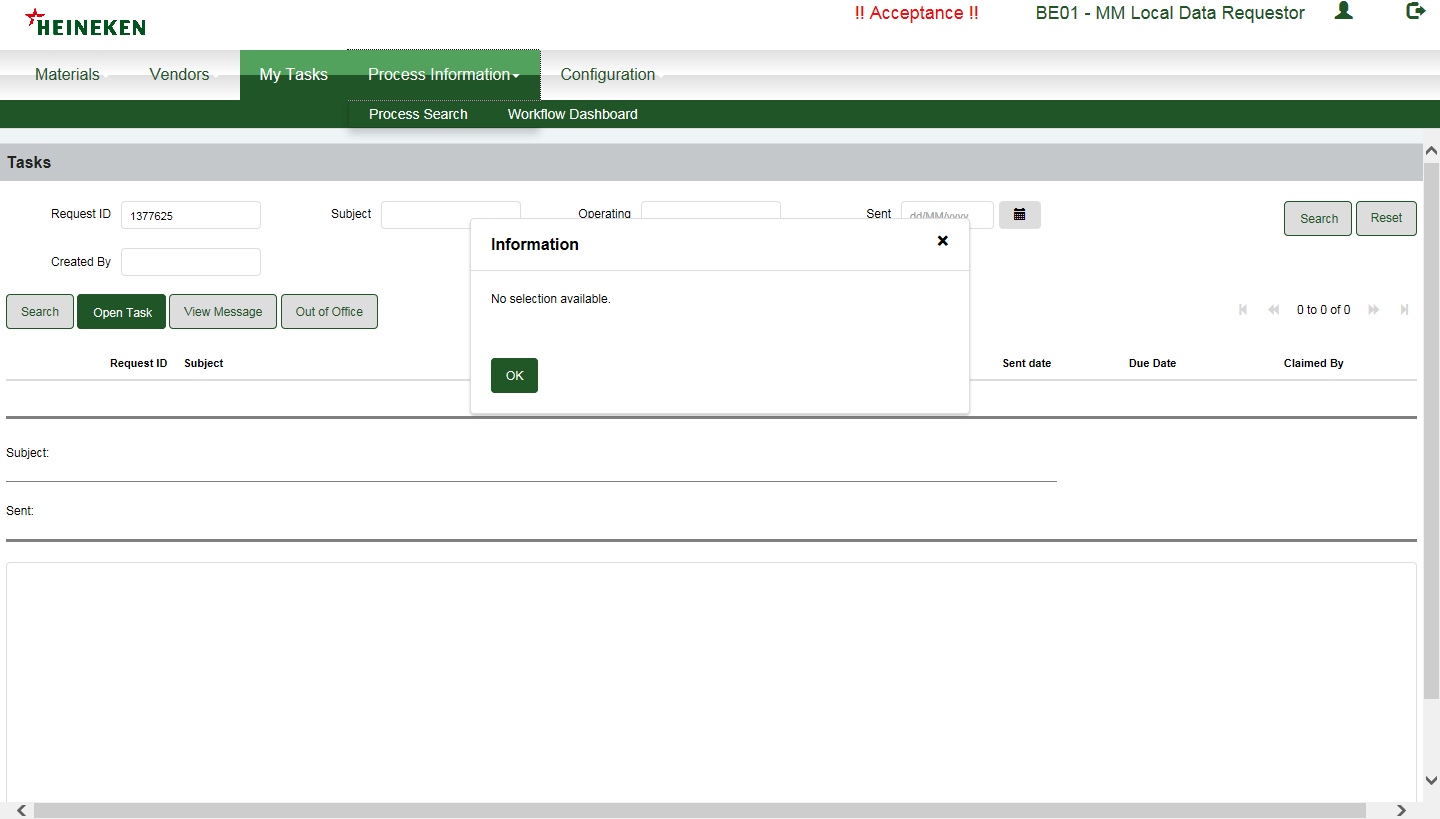 HEINEKEN
!! Acceptance !! BE01 - MM Local Data Requestor
Materials Vendors My Tasks Process Information Configuration
Process Search Workflow Dashboard
Tasks
Request ID 1377625 Subject Operating Sent dd/MM/yyyy Search Reset
Information
Created By
No selection available.
Search Open Task View Message Out of Office 0 to 0 of 0
Request ID Subject Sent date Due Date Claimed By
OK
Subject:
Sent: